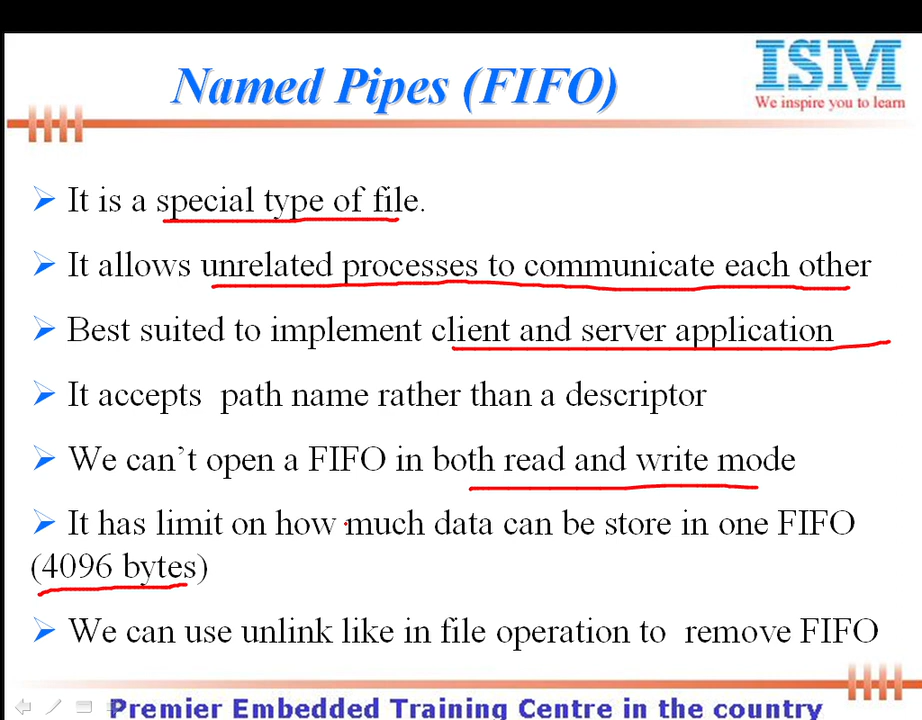 Named Pipes (FIFO)
ISM
We inspire you to learn
It is a special type of file.
It allows unrelated processes to communicate each other
Best suited to implement client and server application
It accepts path name rather than a descriptor
We can’t open a FIFO in both read and write mode
It has limit on how much data can be store in one FIFO
(4096 bytes)
We can use unlink like in file operation to remove FIFO
Premier Embedded Training Centre in the country